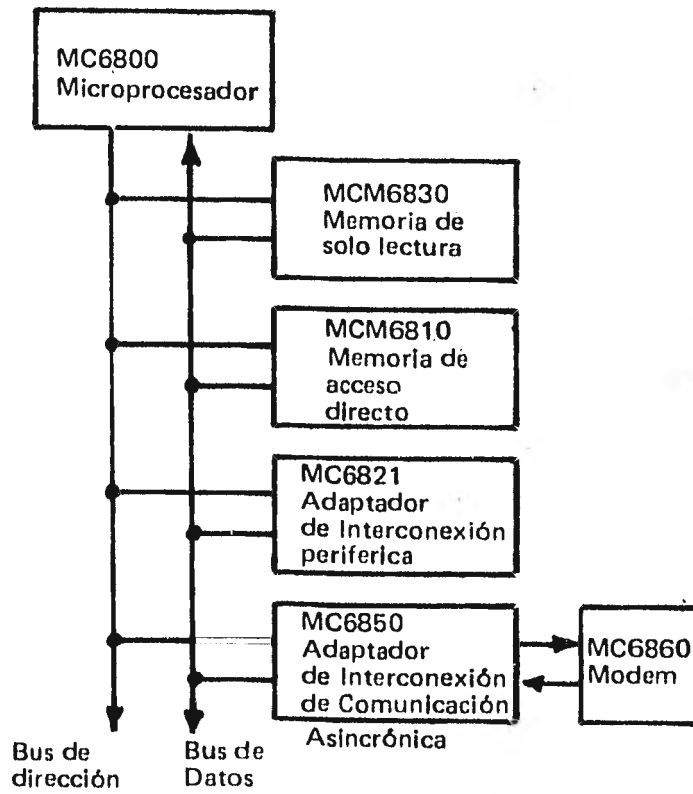 MC6800
Microprocesador
MCM6830
Memoria de
solo lectura
MCM6810
Memoria de
acceso
directo
MC6821
Adaptador
de Interconexión
periferica
MC6850
Adaptador
de Interconexión
de Comunicación
Asincrónica
MC6860
Modem
Bus de
dirección
Bus de
Datos